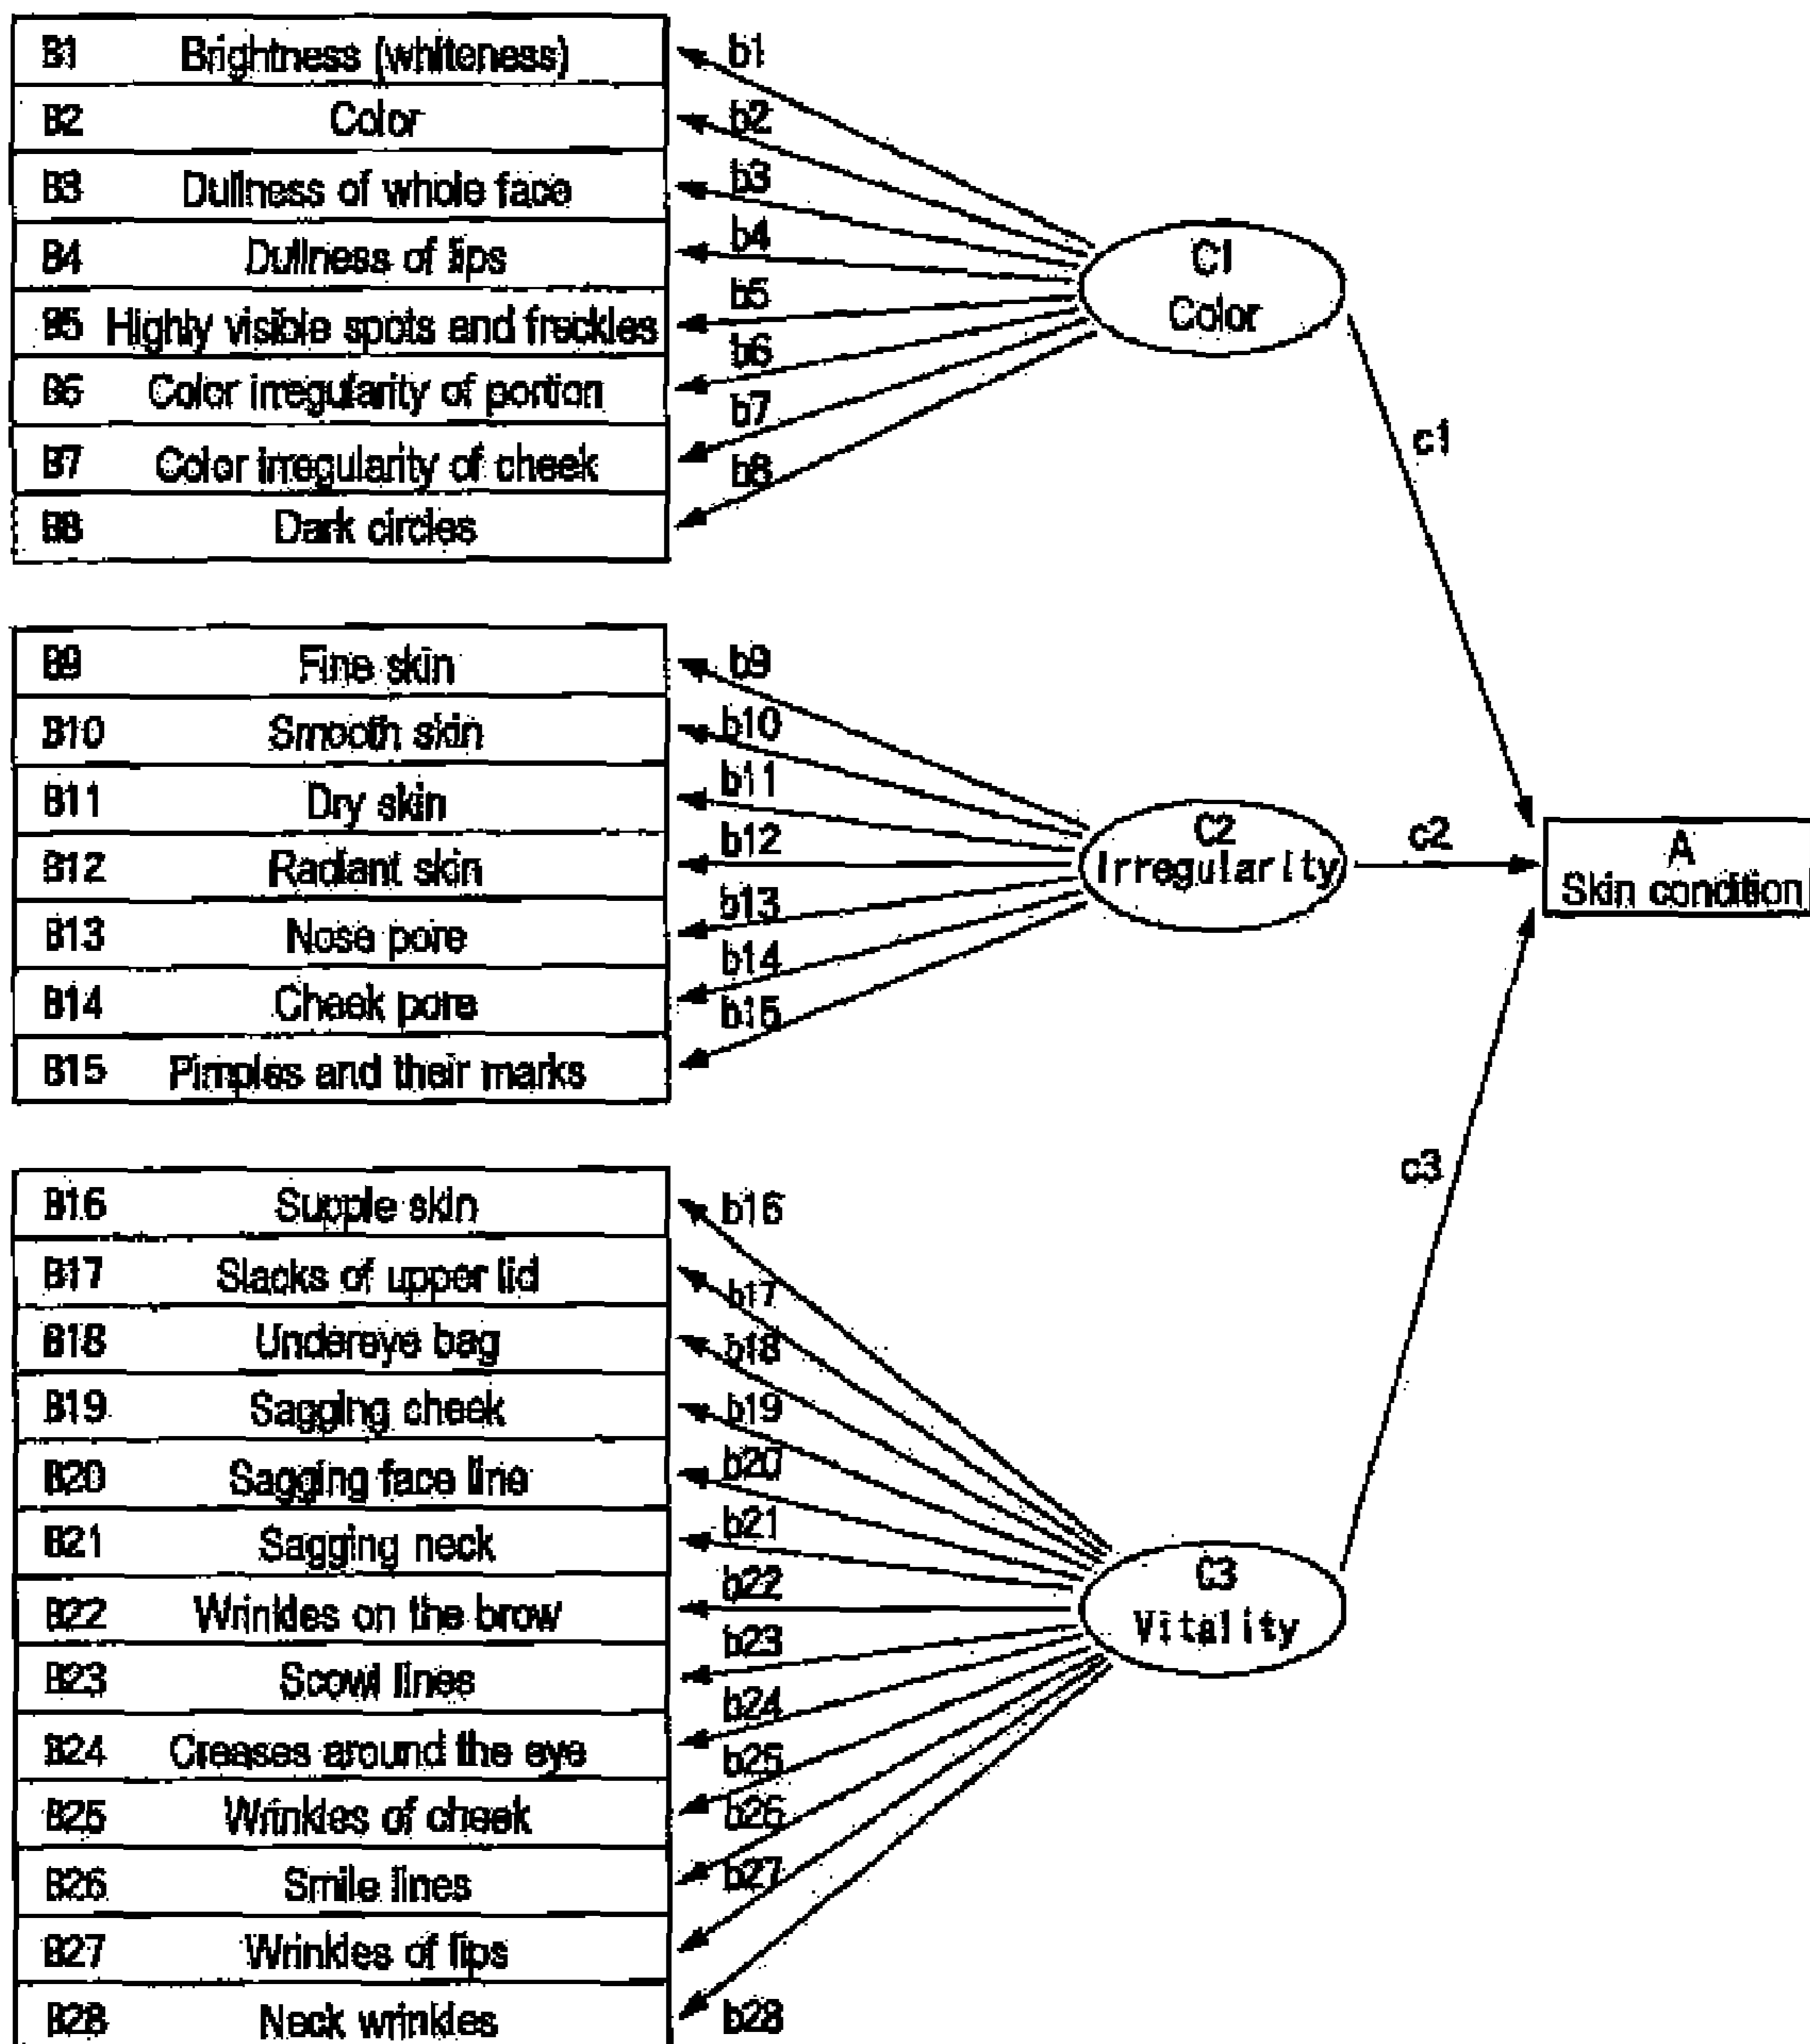 B1 Brightness (whiteness)
B2 Color
B3 Dullness of whole face
B4 Dullness of lips
B5 Highly visible spots and freckles
B6 Color irregularity of portion
B7 Color irregularity of cheek
B8 Dark circles
b1
b2
b3
b4
b5
b6
b7
b8
C1
Color
c1
B9 Fine skin
B10 Smooth skin
B11 Dry skin
B12 Radiant skin
B13 Nose pore
B14 Cheek pore
B15 Pimples and their marks
b9
b10
b11
b12
b13
b14
b15
C2
Irregularity
c2
A
Skin condition
B16 Supple skin
B17 Slacks of upper lid
B18 Undereye bag
B19 Sagging cheek
B20 Sagging face line
B21 Sagging neck
B22 Wrinkles on the brow
B23 Scowl lines
B24 Creases around the eye
B25 Wrinkles of cheek
B26 Smile lines
B27 Wrinkles of lips
B28 Neck wrinkles
b16
b17
b18
b19
b20
b21
b22
b23
b24
b25
b26
b27
b28
C3
Vitality
c3